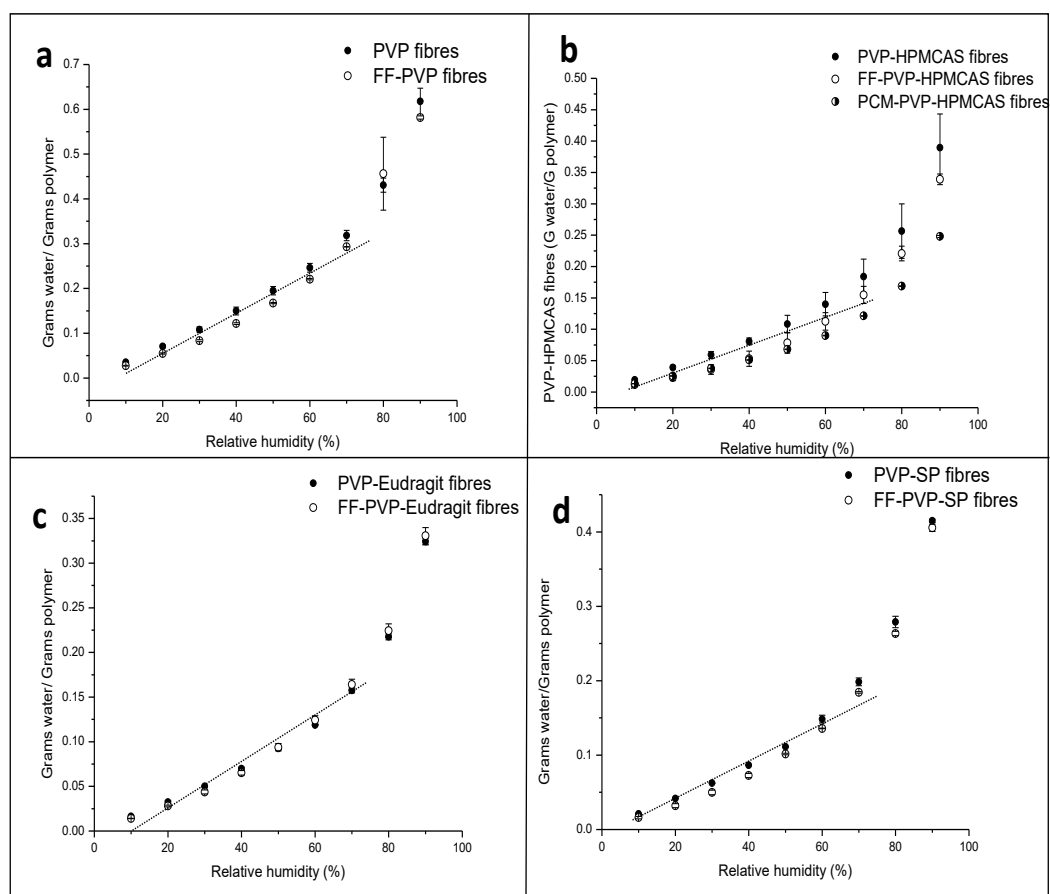 a
PVP fibres
FF-PVP fibres
0.7
0.6
0.5
0.4
0.3
0.2
0.1
0.0
Grams water/ Grams polymer
0 20 40 60 80 100
Relative humidity (%)
b
PVP-HPMCAS fibres
FF-PVP-HPMCAS fibres
PCM-PVP-HPMCAS fibres
0.50
0.45
0.40
0.35
0.30
0.25
0.20
0.15
0.10
0.05
0.00
PVP-HPMCAS fibres (G water/G polymer)
0 20 40 60 80 100
Relative humidity (%)
c
PVP-Eudragit fibres
FF-PVP-Eudragit fibres
0.35
0.30
0.25
0.20
0.15
0.10
0.05
0.00
Grams water/ Grams polymer
0 20 40 60 80 100
Relative humidity (%)
d
PVP-SP fibres
FF-PVP-SP fibres
0.4
0.3
0.2
0.1
0.0
Grams water/Grams polymer
0 20 40 60 80 100
Relative humidity (%)